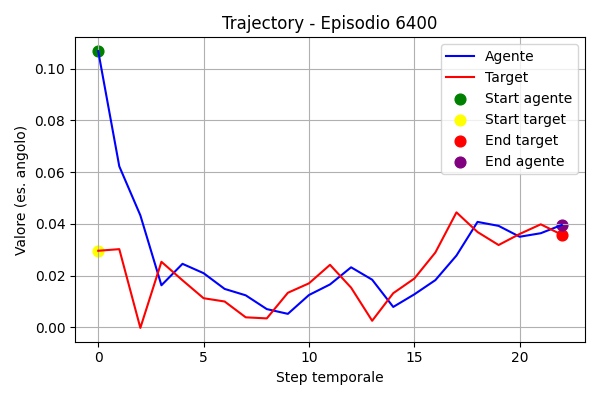 Trajectory - Episodio 6400
Valore (es. angolo)
0.10
0.08
0.06
0.04
0.02
0.00
Agente
Target
Start agente
Start target
End target
End agente
0 5 10 15 20
Step temporale